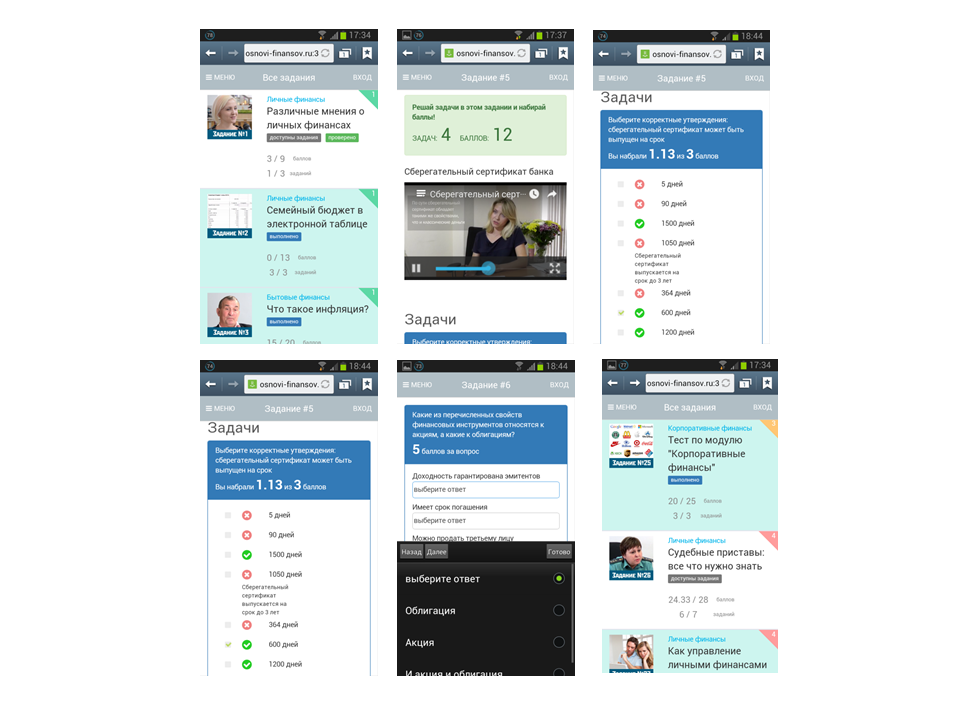 78 17:34
osnovi-finansov.ru:3
МЕНЮ Все задания ВХОД
1
Личные финансы
Различные мнения о
личных финансах
доступны задания проверено
3 / 9 баллов
1 / 3 заданий
ЗАДАНИЕ №1
1
Личные финансы
Семейный бюджет в
электронной таблице
выполнено
0 / 13 баллов
3 / 3 заданий
ЗАДАНИЕ №2
1
Бытовые финансы
Что такое инфляция?
выполнено
15 / 20 баллов
ЗАДАНИЕ №3
76 17:37
osnovi-finansov. 1
МЕНЮ Задание #5 ВХОД
Решай задачи в этом задании и набирай
баллы!
ЗАДАЧ: 4 БАЛЛОВ: 12
Сберегательный сертификат банка
Сберегательный серт...
Задачи
Выберите корректные утверждения:
74 18:44
osnovi-finansov. 1
МЕНЮ Задание #5 ВХОД
Задачи
Выберите корректные утверждения:
сберегательный сертификат может быть
выпущен на срок
Вы набрали 1.13 из 3 баллов
5 дней
90 дней
1500 дней
1050 дней
Сберегательный
сертификат
выпускается на
срок до 3 лет
364 дней
600 дней
1200 дней
74 18:44
osnovi-finansov. 1
МЕНЮ Задание #5 ВХОД
Задачи
Выберите корректные утверждения:
сберегательный сертификат может быть
выпущен на срок
Вы набрали 1.13 из 3 баллов
5 дней
90 дней
1500 дней
1050 дней
Сберегательный
сертификат
выпускается на
срок до 3 лет
364 дней
600 дней
1200 дней
73 18:44
МЕНЮ Задание #6 ВХОД
Какие из перечисленных свойств
финансовых инструментов относятся к
акциям, а какие к облигациям?
5 баллов за вопрос
Доходность гарантирована эмитентов
выберите ответ
Имеет срок погашения
выберите ответ
Можно продать третьему лицу
Назад Далее Готово
выберите ответ
Облигация
Акция
И акция и облигация
77 17:34
osnovi-finansov.ru:3 1
МЕНЮ Все задания ВХОД
3
Корпоративные финансы
Тест по модулю
"Корпоративные
финансы"
выполнено
20 / 25 баллов
3 / 3 заданий
ЗАДАНИЕ №25
4
Личные финансы
Судебные приставы:
все что нужно знать
доступны задания
24.33 / 28 баллов
6 / 7 заданий
ЗАДАНИЕ №26
4
Личные финансы
Как управление
личными финансами